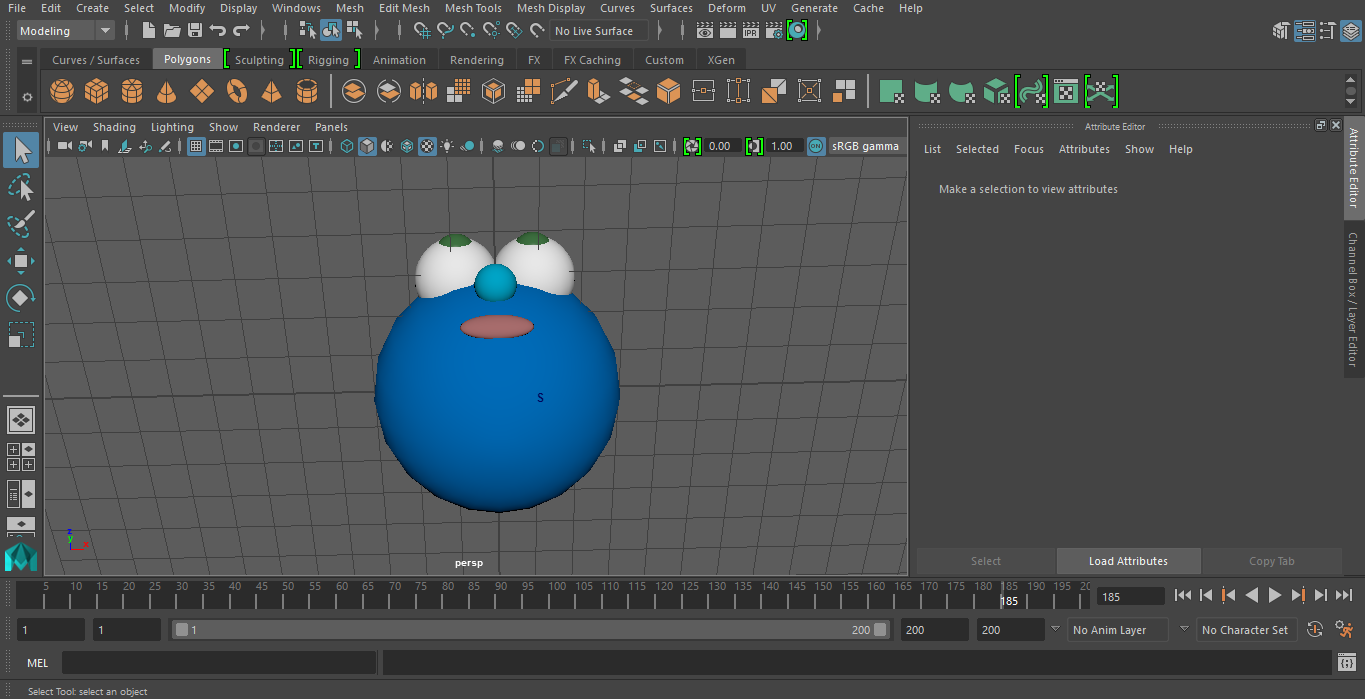 File Edit Create Select Modify Display Windows Mesh Edit Mesh Mesh Tools Mesh Display Curves Surfaces Deform UV Generate Cache Help
Modeling No Live Surface IPR
Curves / Surfaces Polygons Sculpting Rigging Animation Rendering FX FX Caching Custom XGen
View Shading Lighting Show Renderer Panels
0.00 1.00 ON sRGB gamma
Attribute Editor
List Selected Focus Attributes Show Help
Make a selection to view attributes
Attribute Editor
Channel Box / Layer Editor
S
z
y
x
persp
Select Load Attributes Copy Tab
5 10 15 20 25 30 35 40 45 50 55 60 65 70 75 80 85 90 95 100 105 110 115 120 125 130 135 140 145 150 155 160 165 170 175 180 185 190 195 20
185 185
1 1 1 200 200 200 No Anim Layer No Character Set
MEL
Select Tool: select an object